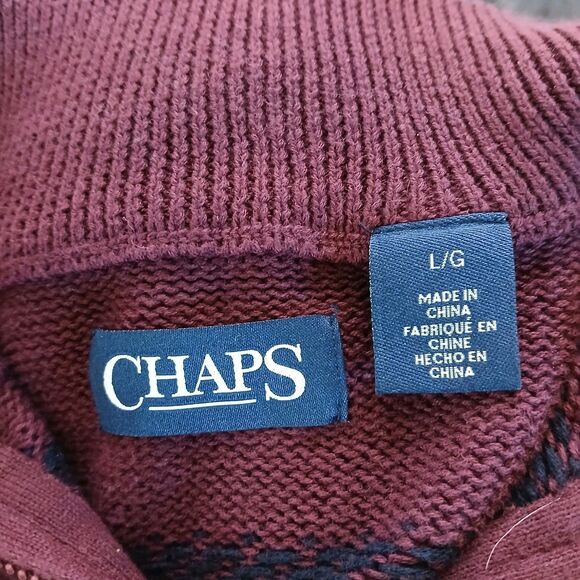 CHAPS
L/G
MADE IN
CHINA
FABRIQUÉ EN
CHINE
HECHO EN
CHINA